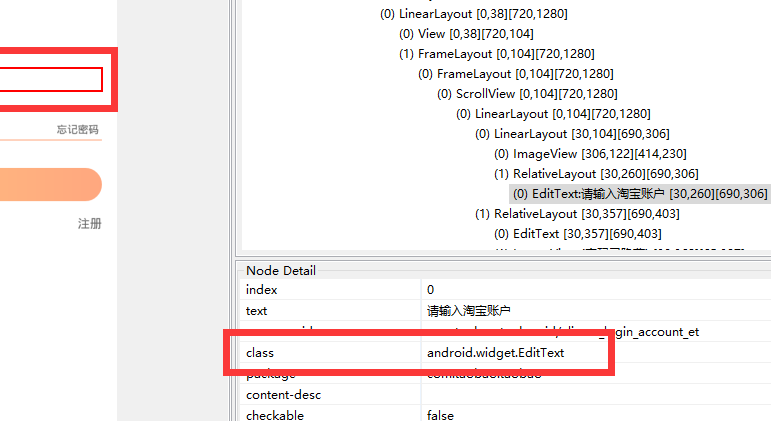 忘记密码
注册
(0) LinearLayout [0,38][720,1280]
(0) View [0,38][720,104]
(1) FrameLayout [0,104][720,1280]
(0) FrameLayout [0,104][720,1280]
(0) ScrollView [0,104][720,1280]
(0) LinearLayout [0,104][720,1280]
(0) LinearLayout [30,104][690,306]
(0) ImageView [306,122][414,230]
(1) RelativeLayout [30,260][690,306]
(0) EditText:请输入淘宝账户 [30,260][690,306]
(1) RelativeLayout [30,357][690,403]
(0) EditText [30,357][690,403]
Node Detail
index 0
text 请输入淘宝账户
_login_account_et
class android.widget.EditText
package com.taobao.taobao
content-desc
checkable false